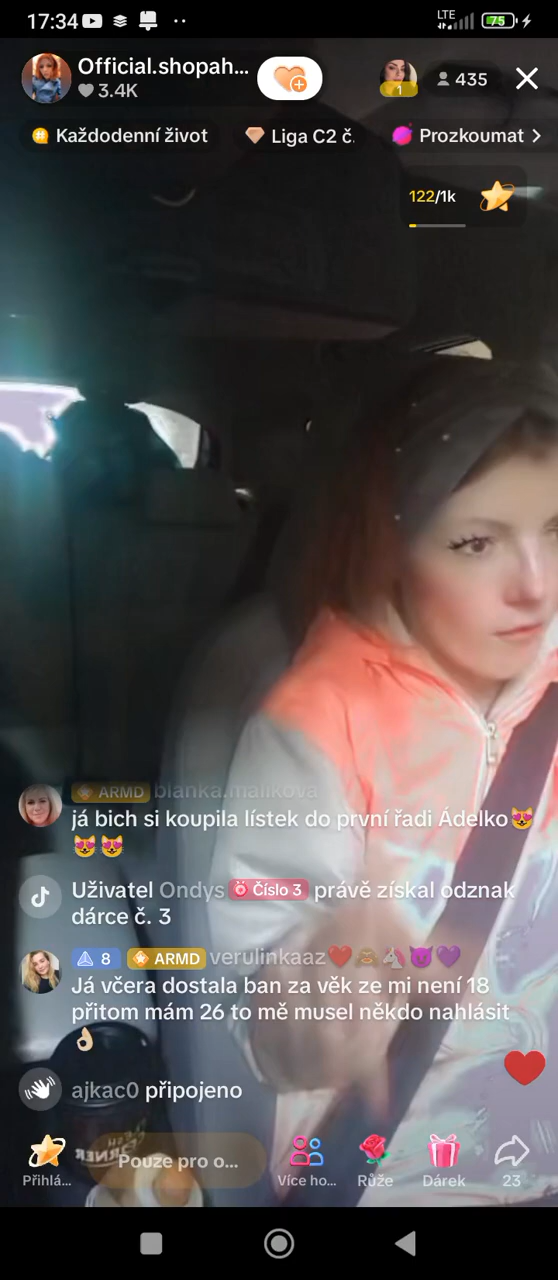 17:34
LTE
75
Official.shopah...
3.4K
1
435
Každodenní život
Liga C2 č.
Prozkoumat
122/1k
ARMD blanka.malikova
já bich si koupila lístek do první řadi Ádelko
Uživatel Ondys Číslo 3 právě získal odznak
dárce č. 3
8 ARMD verulinkaaz
Já včera dostala ban za věk ze mi není 18
přitom mám 26 to mě musel někdo nahlásit
ajkac0 připojeno
Pouze pro o...
Přihlá...
Více ho...
Růže
Dárek
23